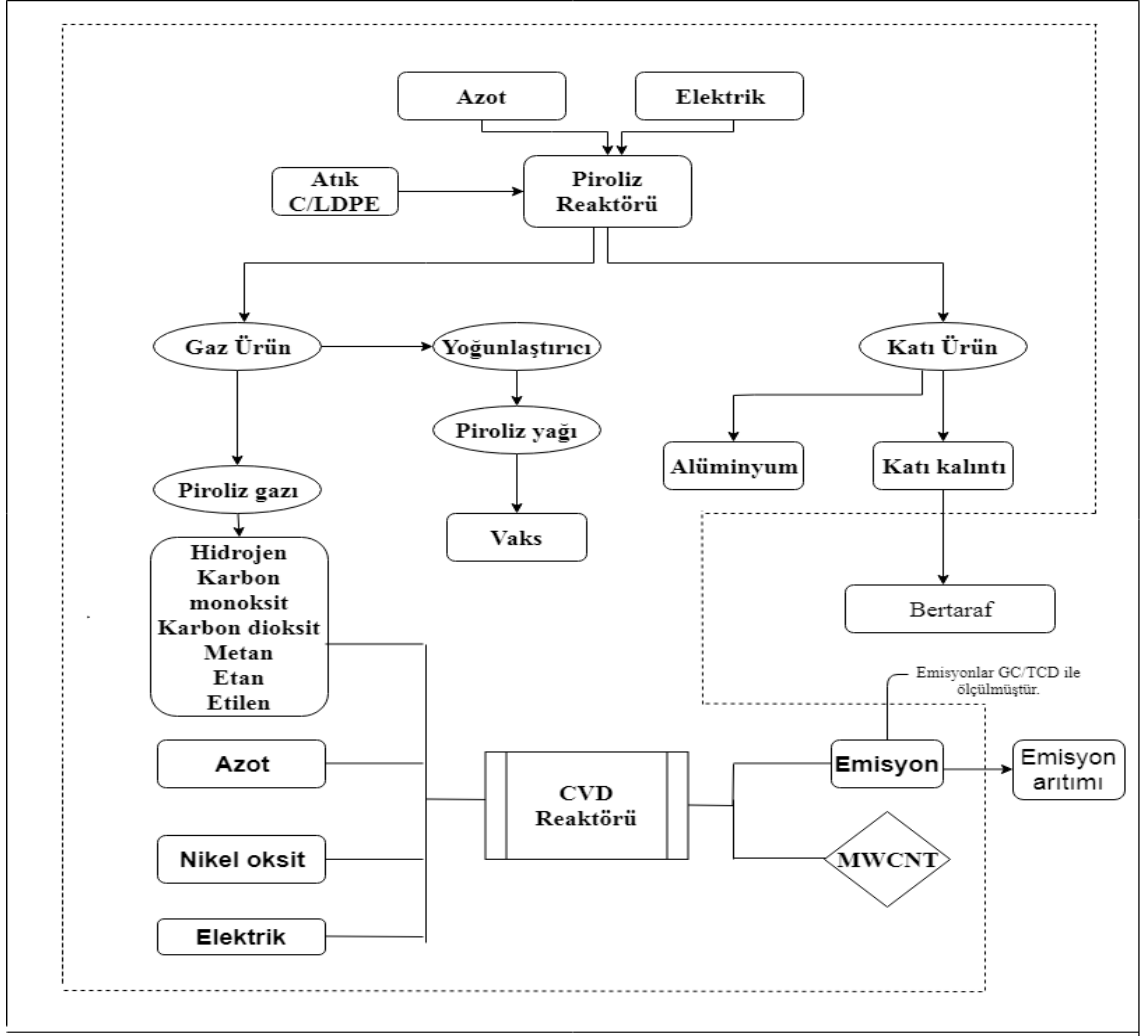 Azot
Elektrik
Atık
C/LDPE
Piroliz
Reaktörü
Gaz Ürün
Yoğunlaştırıcı
Katı Ürün
Piroliz yağı
Alüminyum
Katı kalıntı
Piroliz gazı
Vaks
Hidrojen
Karbon
monoksit
Karbon dioksit
Metan
Etan
Etilen
Bertaraf
Emisyonlar GC/TCD ile
ölçülmüştür.
Azot
CVD
Reaktörü
Emisyon
Emisyon
arıtımı
Nikel oksit
MWCNT
Elektrik